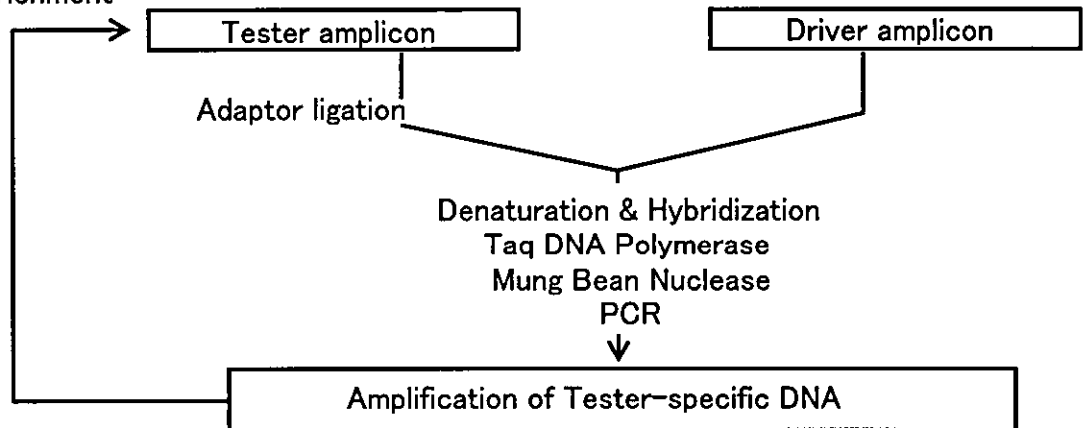 Tester amplicon
Driver amplicon
Adaptor ligation
Denaturation & Hybridization
Taq DNA Polymerase
Mung Bean Nuclease
PCR
Amplification of Tester-specific DNA